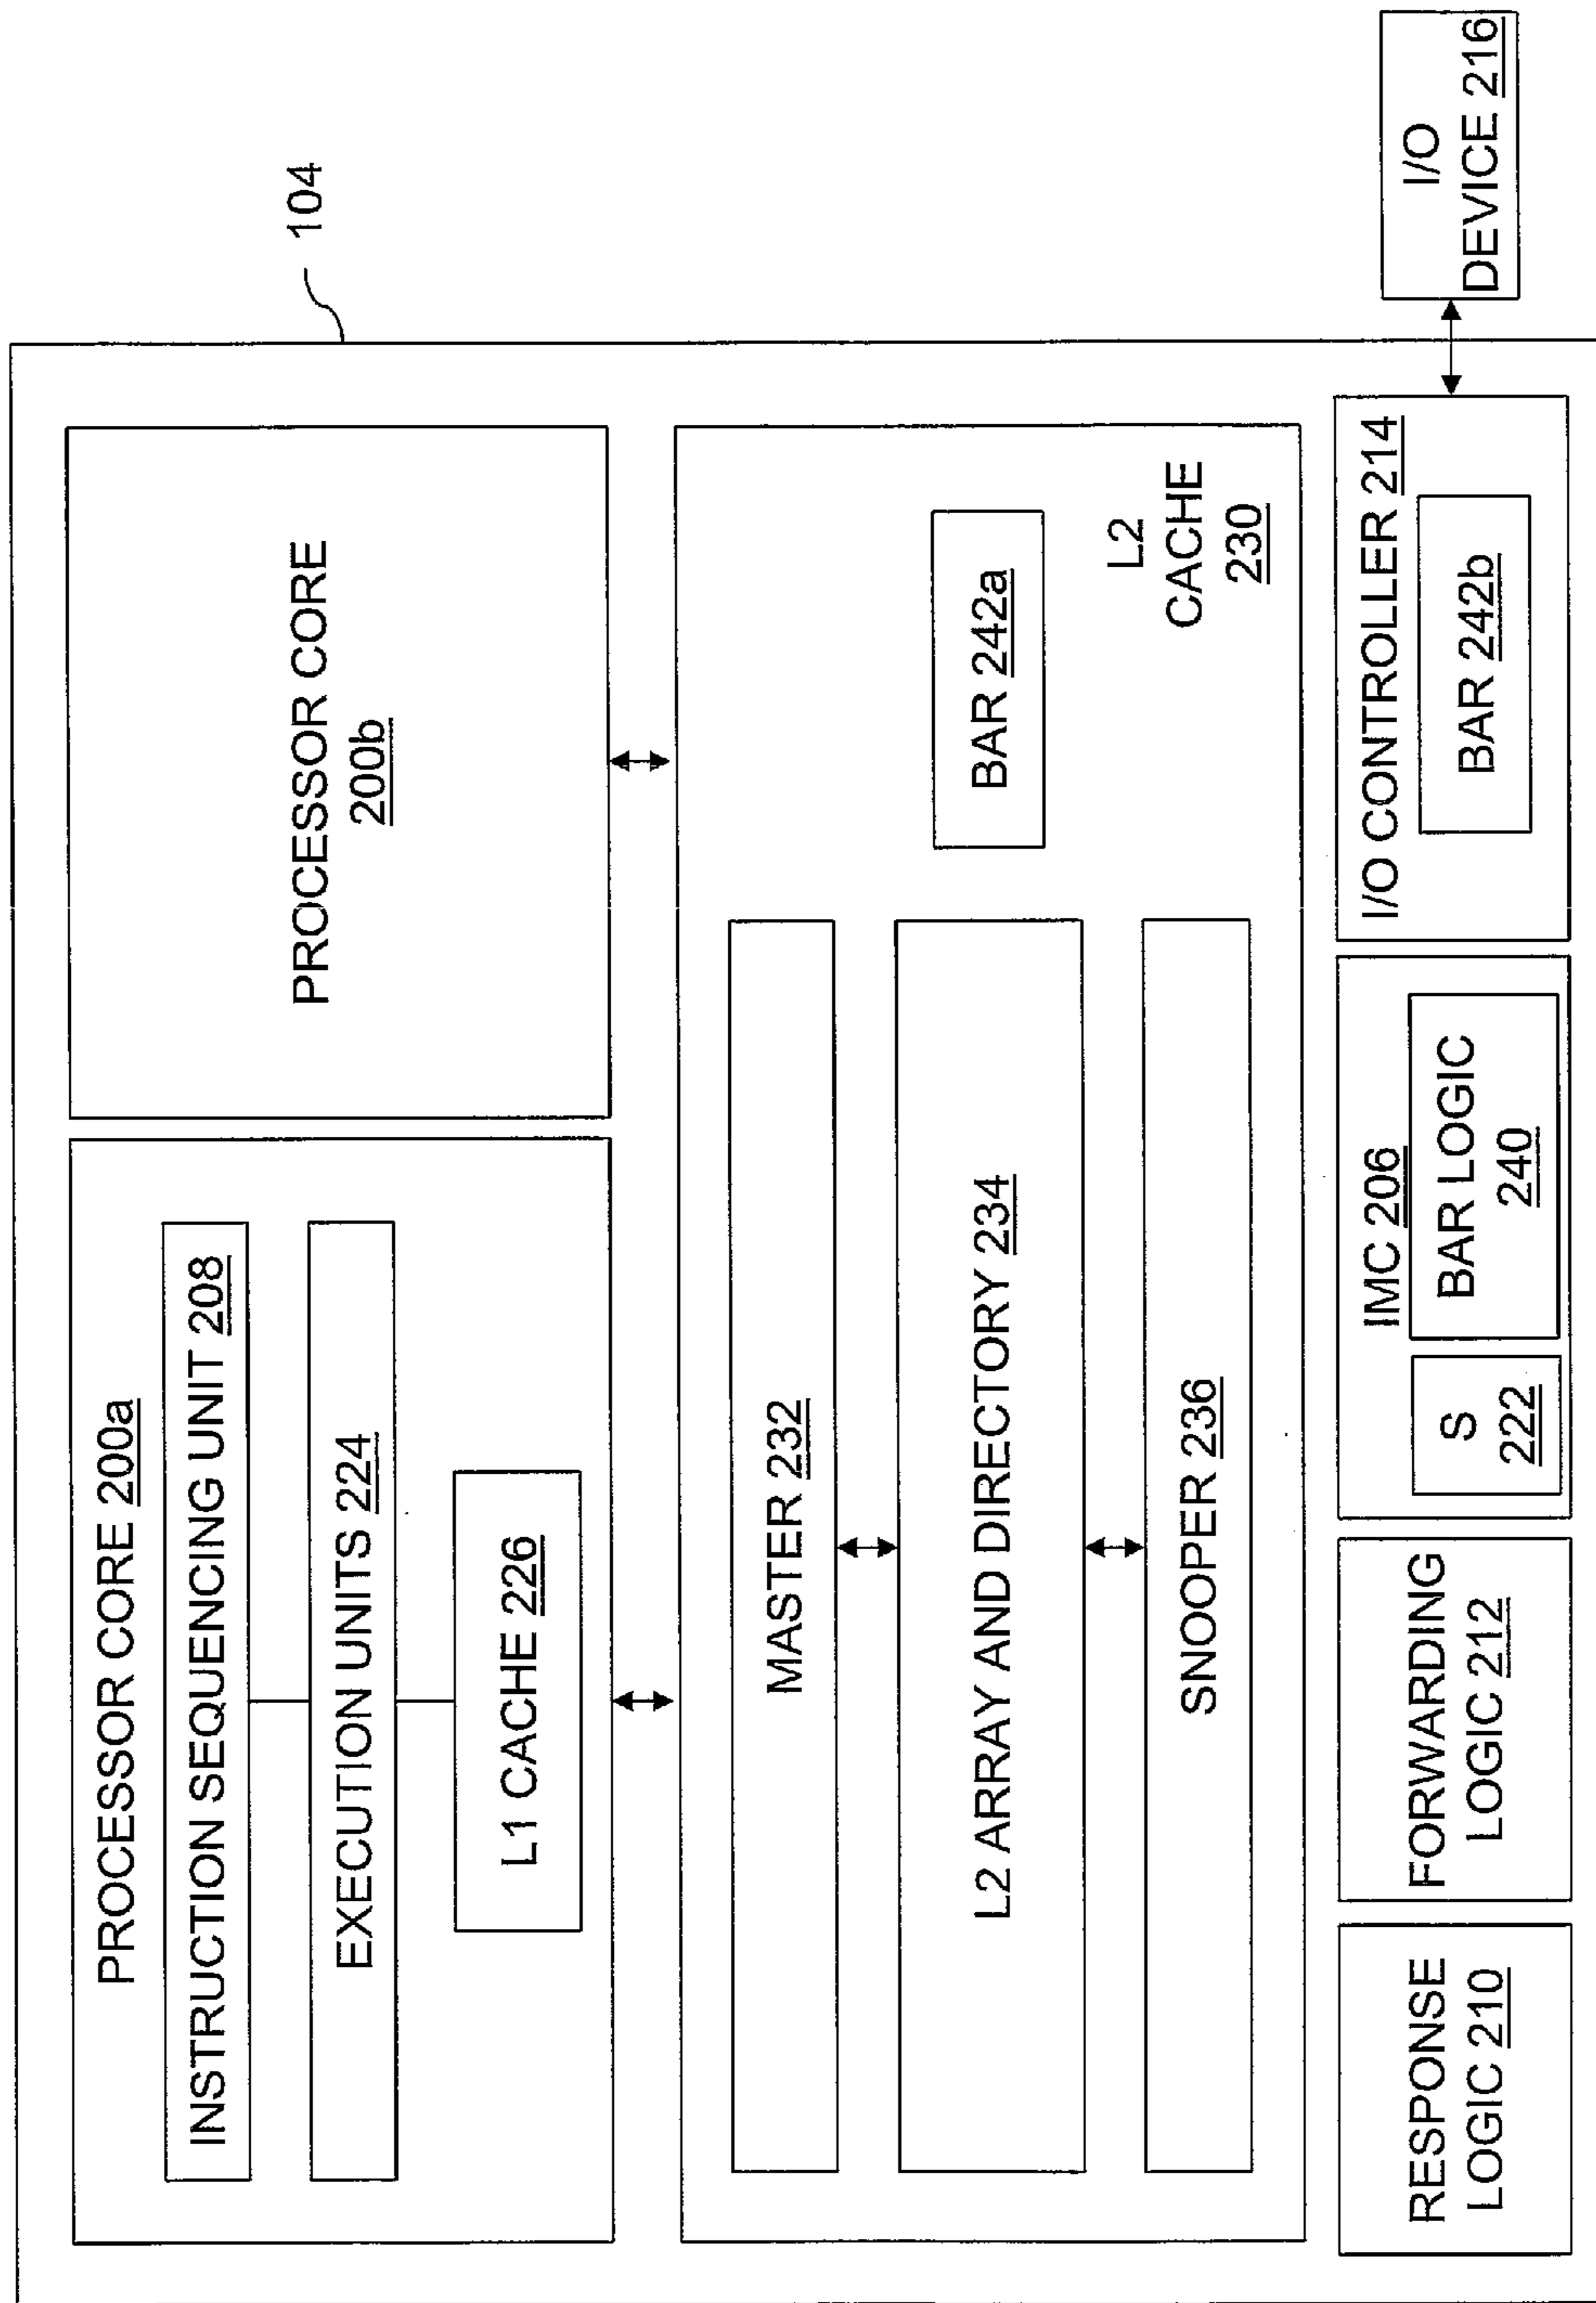 104
PROCESSOR CORE 200a
INSTRUCTION SEQUENCING UNIT 208
EXECUTION UNITS 224
L1 CACHE 226
PROCESSOR CORE
200b
MASTER 232
L2 ARRAY AND DIRECTORY 234
SNOOPER 236
BAR 242a
L2
CACHE
230
RESPONSE
LOGIC 210
FORWARDING
LOGIC 212
IMC 206
S
222
BAR LOGIC
240
I/O CONTROLLER 214
BAR 242b
I/O
DEVICE 216